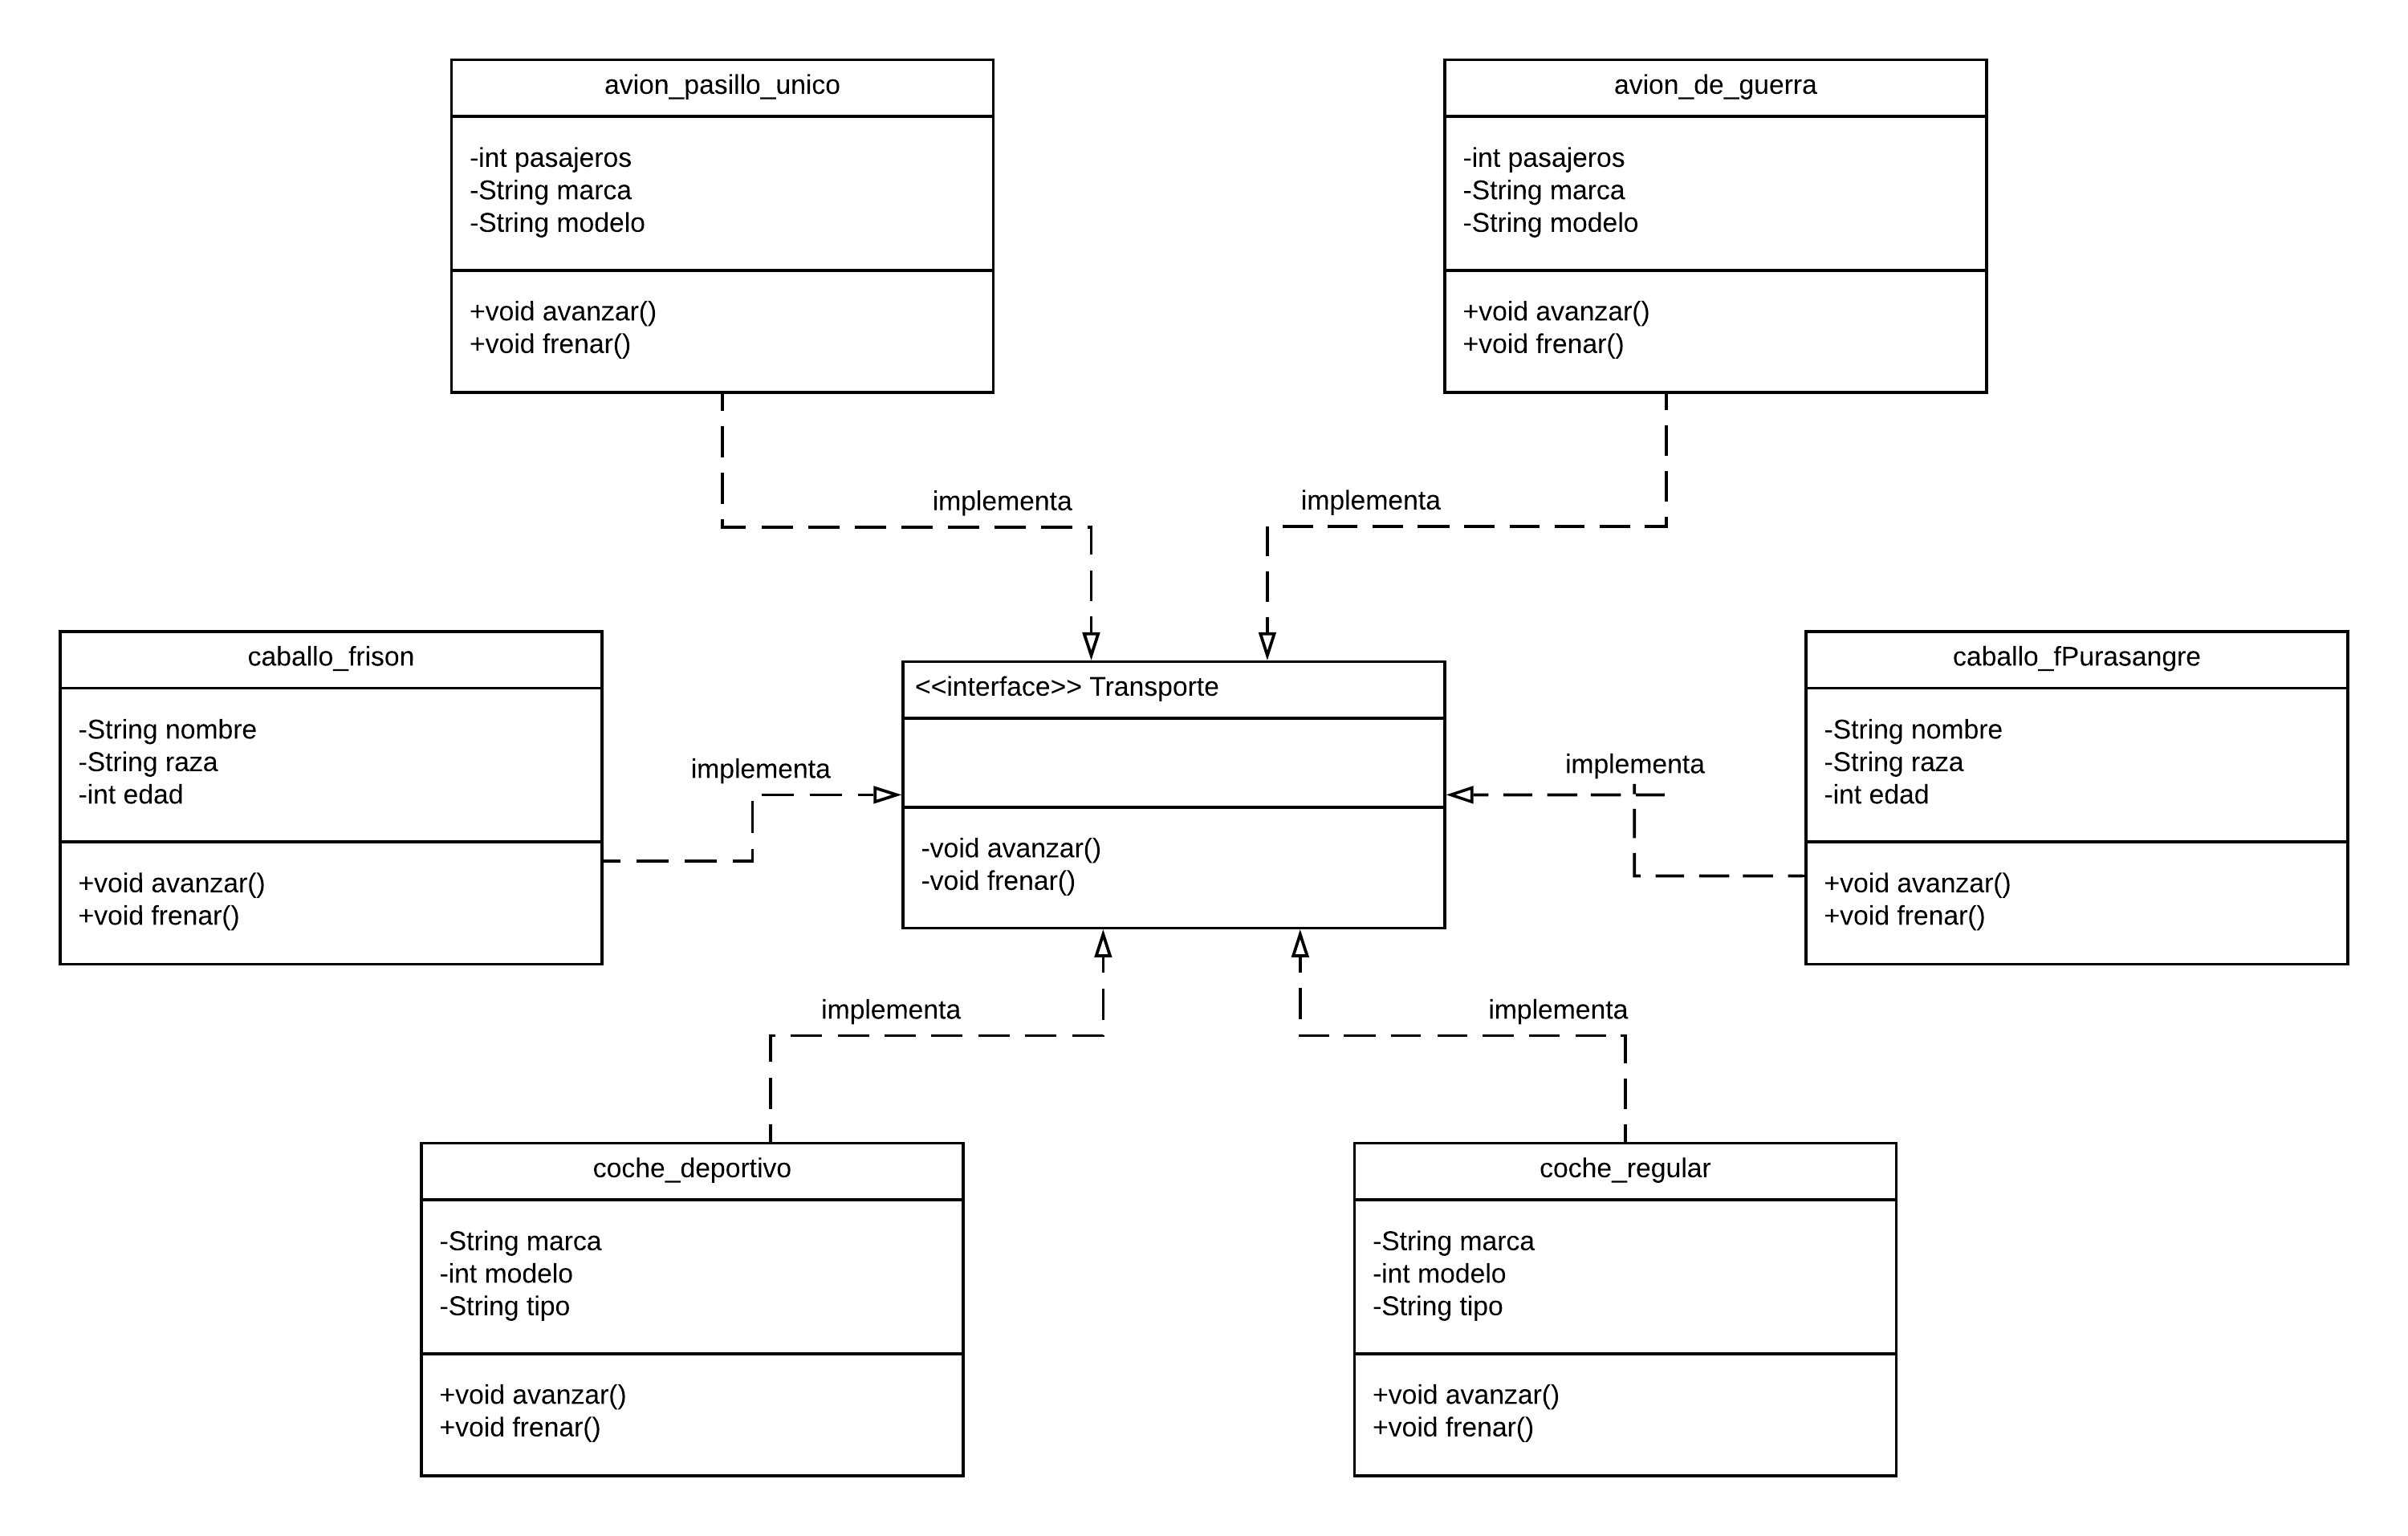 avion_pasillo_unico
-int pasajeros
-String marca
-String modelo
+void avanzar()
+void frenar()
avion_de_guerra
-int pasajeros
-String marca
-String modelo
+void avanzar()
+void frenar()
implementa
implementa
caballo_frison
-String nombre
-String raza
-int edad
+void avanzar()
+void frenar()
implementa
<<interface>> Transporte
-void avanzar()
-void frenar()
implementa
caballo_fPurasangre
-String nombre
-String raza
-int edad
+void avanzar()
+void frenar()
implementa
implementa
coche_deportivo
-String marca
-int modelo
-String tipo
+void avanzar()
+void frenar()
coche_regular
-String marca
-int modelo
-String tipo
+void avanzar()
+void frenar()